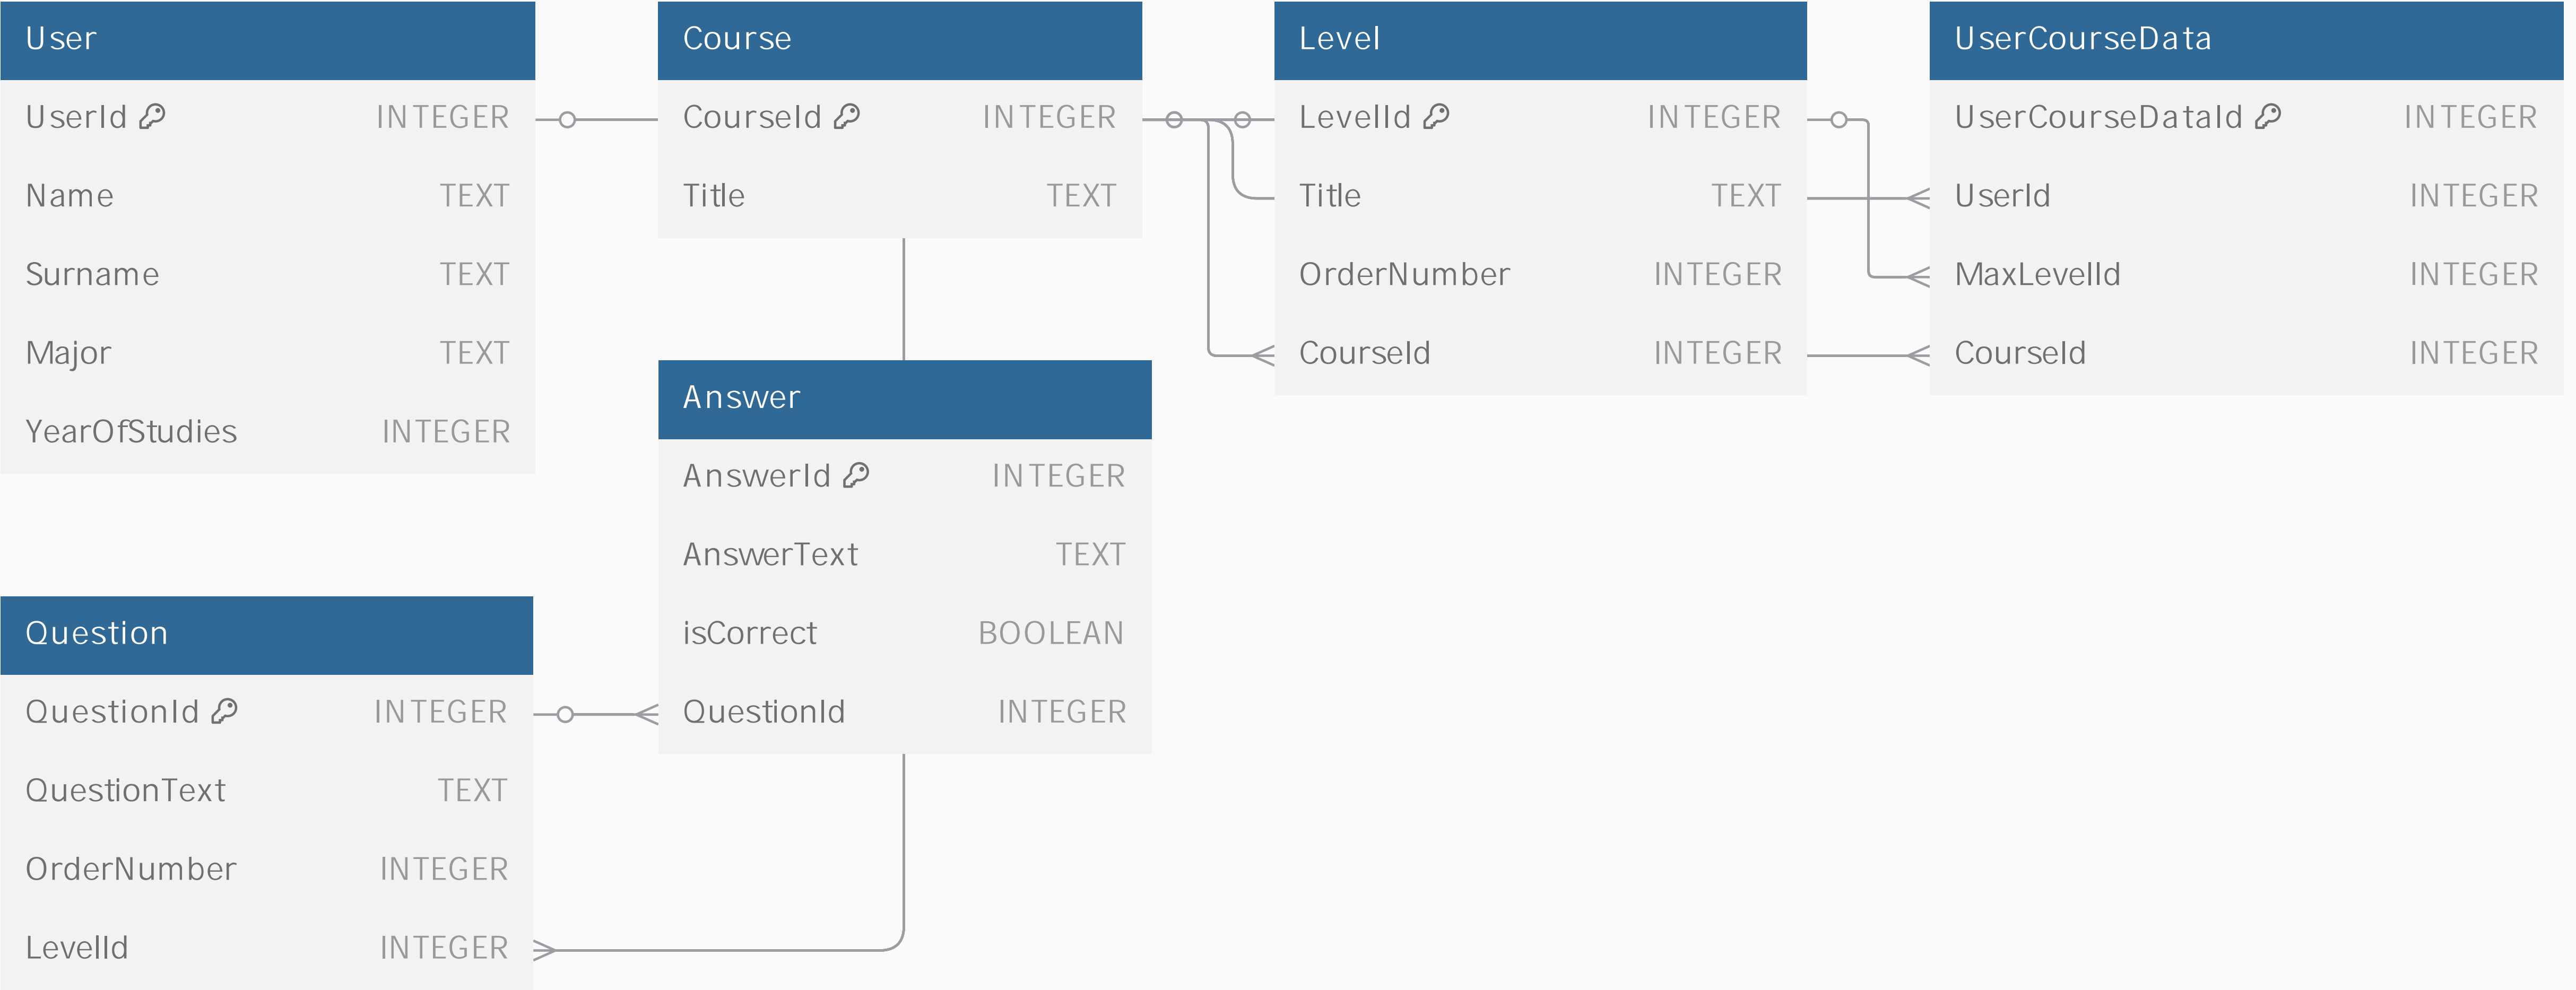 User
UserId INTEGER
Name TEXT
Surname TEXT
Major TEXT
YearOfStudies INTEGER
Course
CourseId INTEGER
Title TEXT
Level
LevelId INTEGER
Title TEXT
OrderNumber INTEGER
CourseId INTEGER
UserCourseData
UserCourseDataId INTEGER
UserId INTEGER
MaxLevelId INTEGER
CourseId INTEGER
Answer
AnswerId INTEGER
AnswerText TEXT
isCorrect BOOLEAN
QuestionId INTEGER
Question
QuestionId INTEGER
QuestionText TEXT
OrderNumber INTEGER
LevelId INTEGER